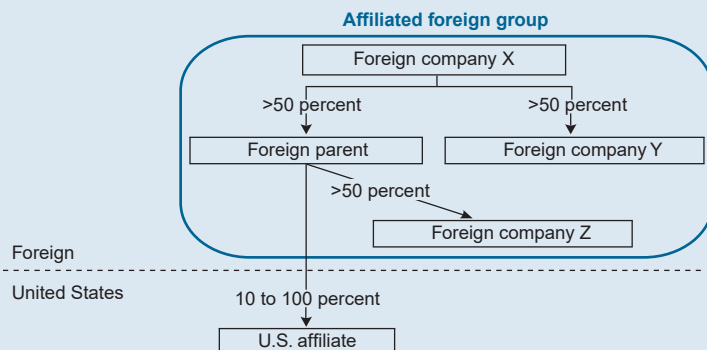 Affiliated foreign group
Foreign company X
>50 percent
>50 percent
Foreign parent
Foreign company Y
>50 percent
Foreign company Z
Foreign
United States
10 to 100 percent
U.S. affiliate